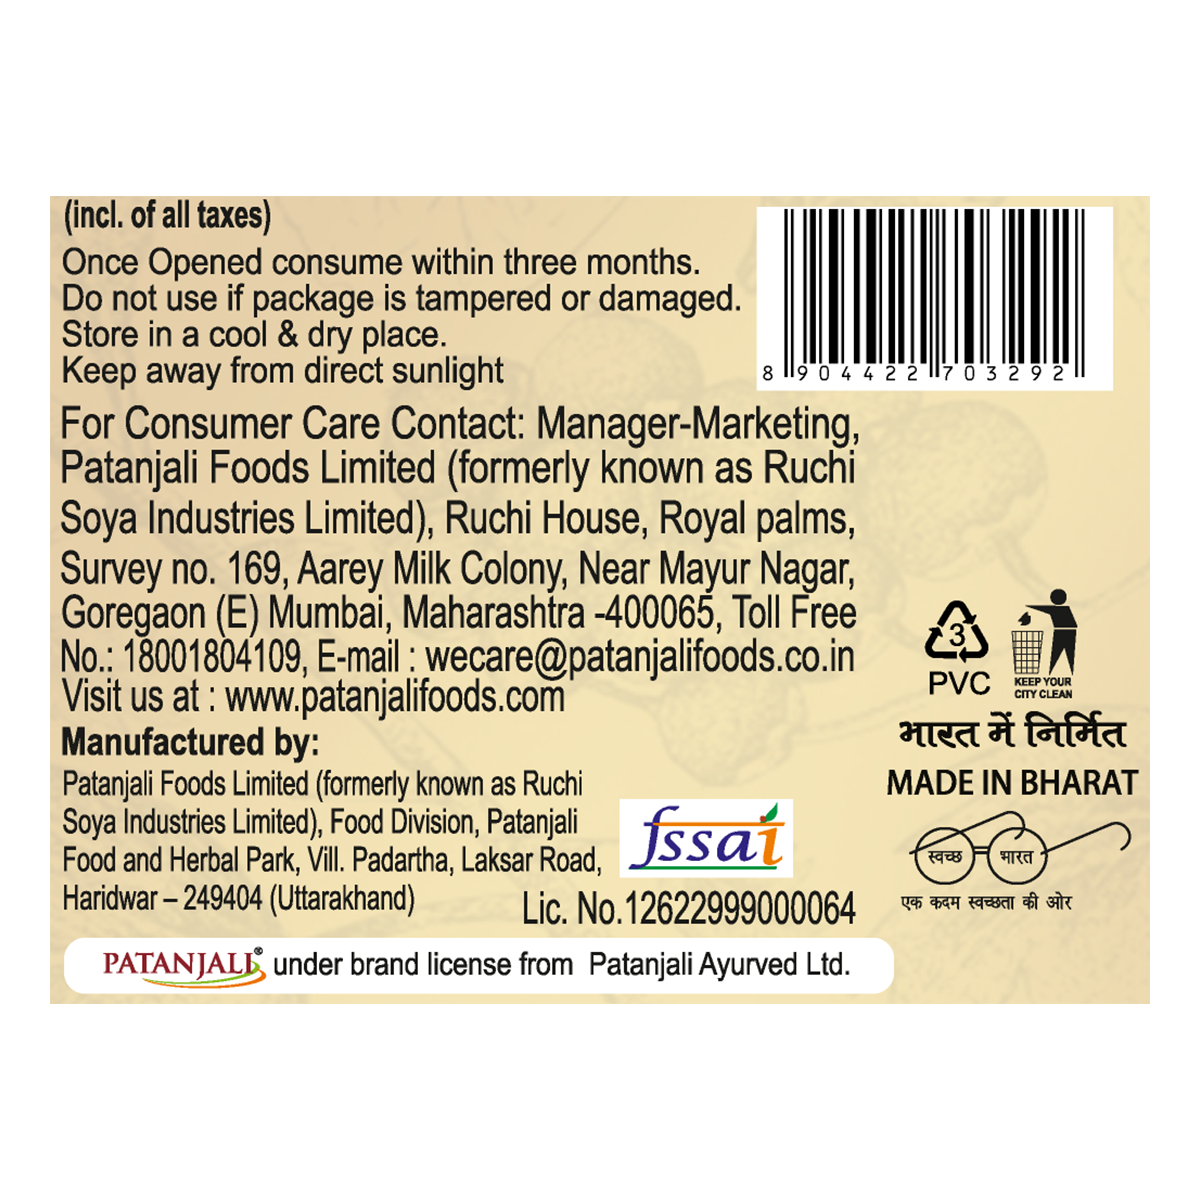 (incl. of all taxes)
Once Opened consume within three months.
Do not use if package is tampered or damaged.
Store in a cool & dry place.
Keep away from direct sunlight
8 904422 703292
For Consumer Care Contact: Manager-Marketing,
Patanjali Foods Limited (formerly known as Ruchi
Soya Industries Limited), Ruchi House, Royal palms,
Survey no. 169, Aarey Milk Colony, Near Mayur Nagar,
Goregaon (E) Mumbai, Maharashtra -400065, Toll Free
No.: 18001804109, E-mail : wecare@patanjalifoods.co.in
Visit us at : www.patanjalifoods.com
Manufactured by:
Patanjali Foods Limited (formerly known as Ruchi
Soya Industries Limited), Food Division, Patanjali
Food and Herbal Park, Vill. Padartha, Laksar Road,
Haridwar – 249404 (Uttarakhand)
fssai
Lic. No.12622999000064
PATANJALI® under brand license from Patanjali Ayurved Ltd.
3
PVC
KEEP YOUR
CITY CLEAN
भारत में निर्मित
MADE IN BHARAT
स्वच्छ भारत
एक कदम स्वच्छता की ओर